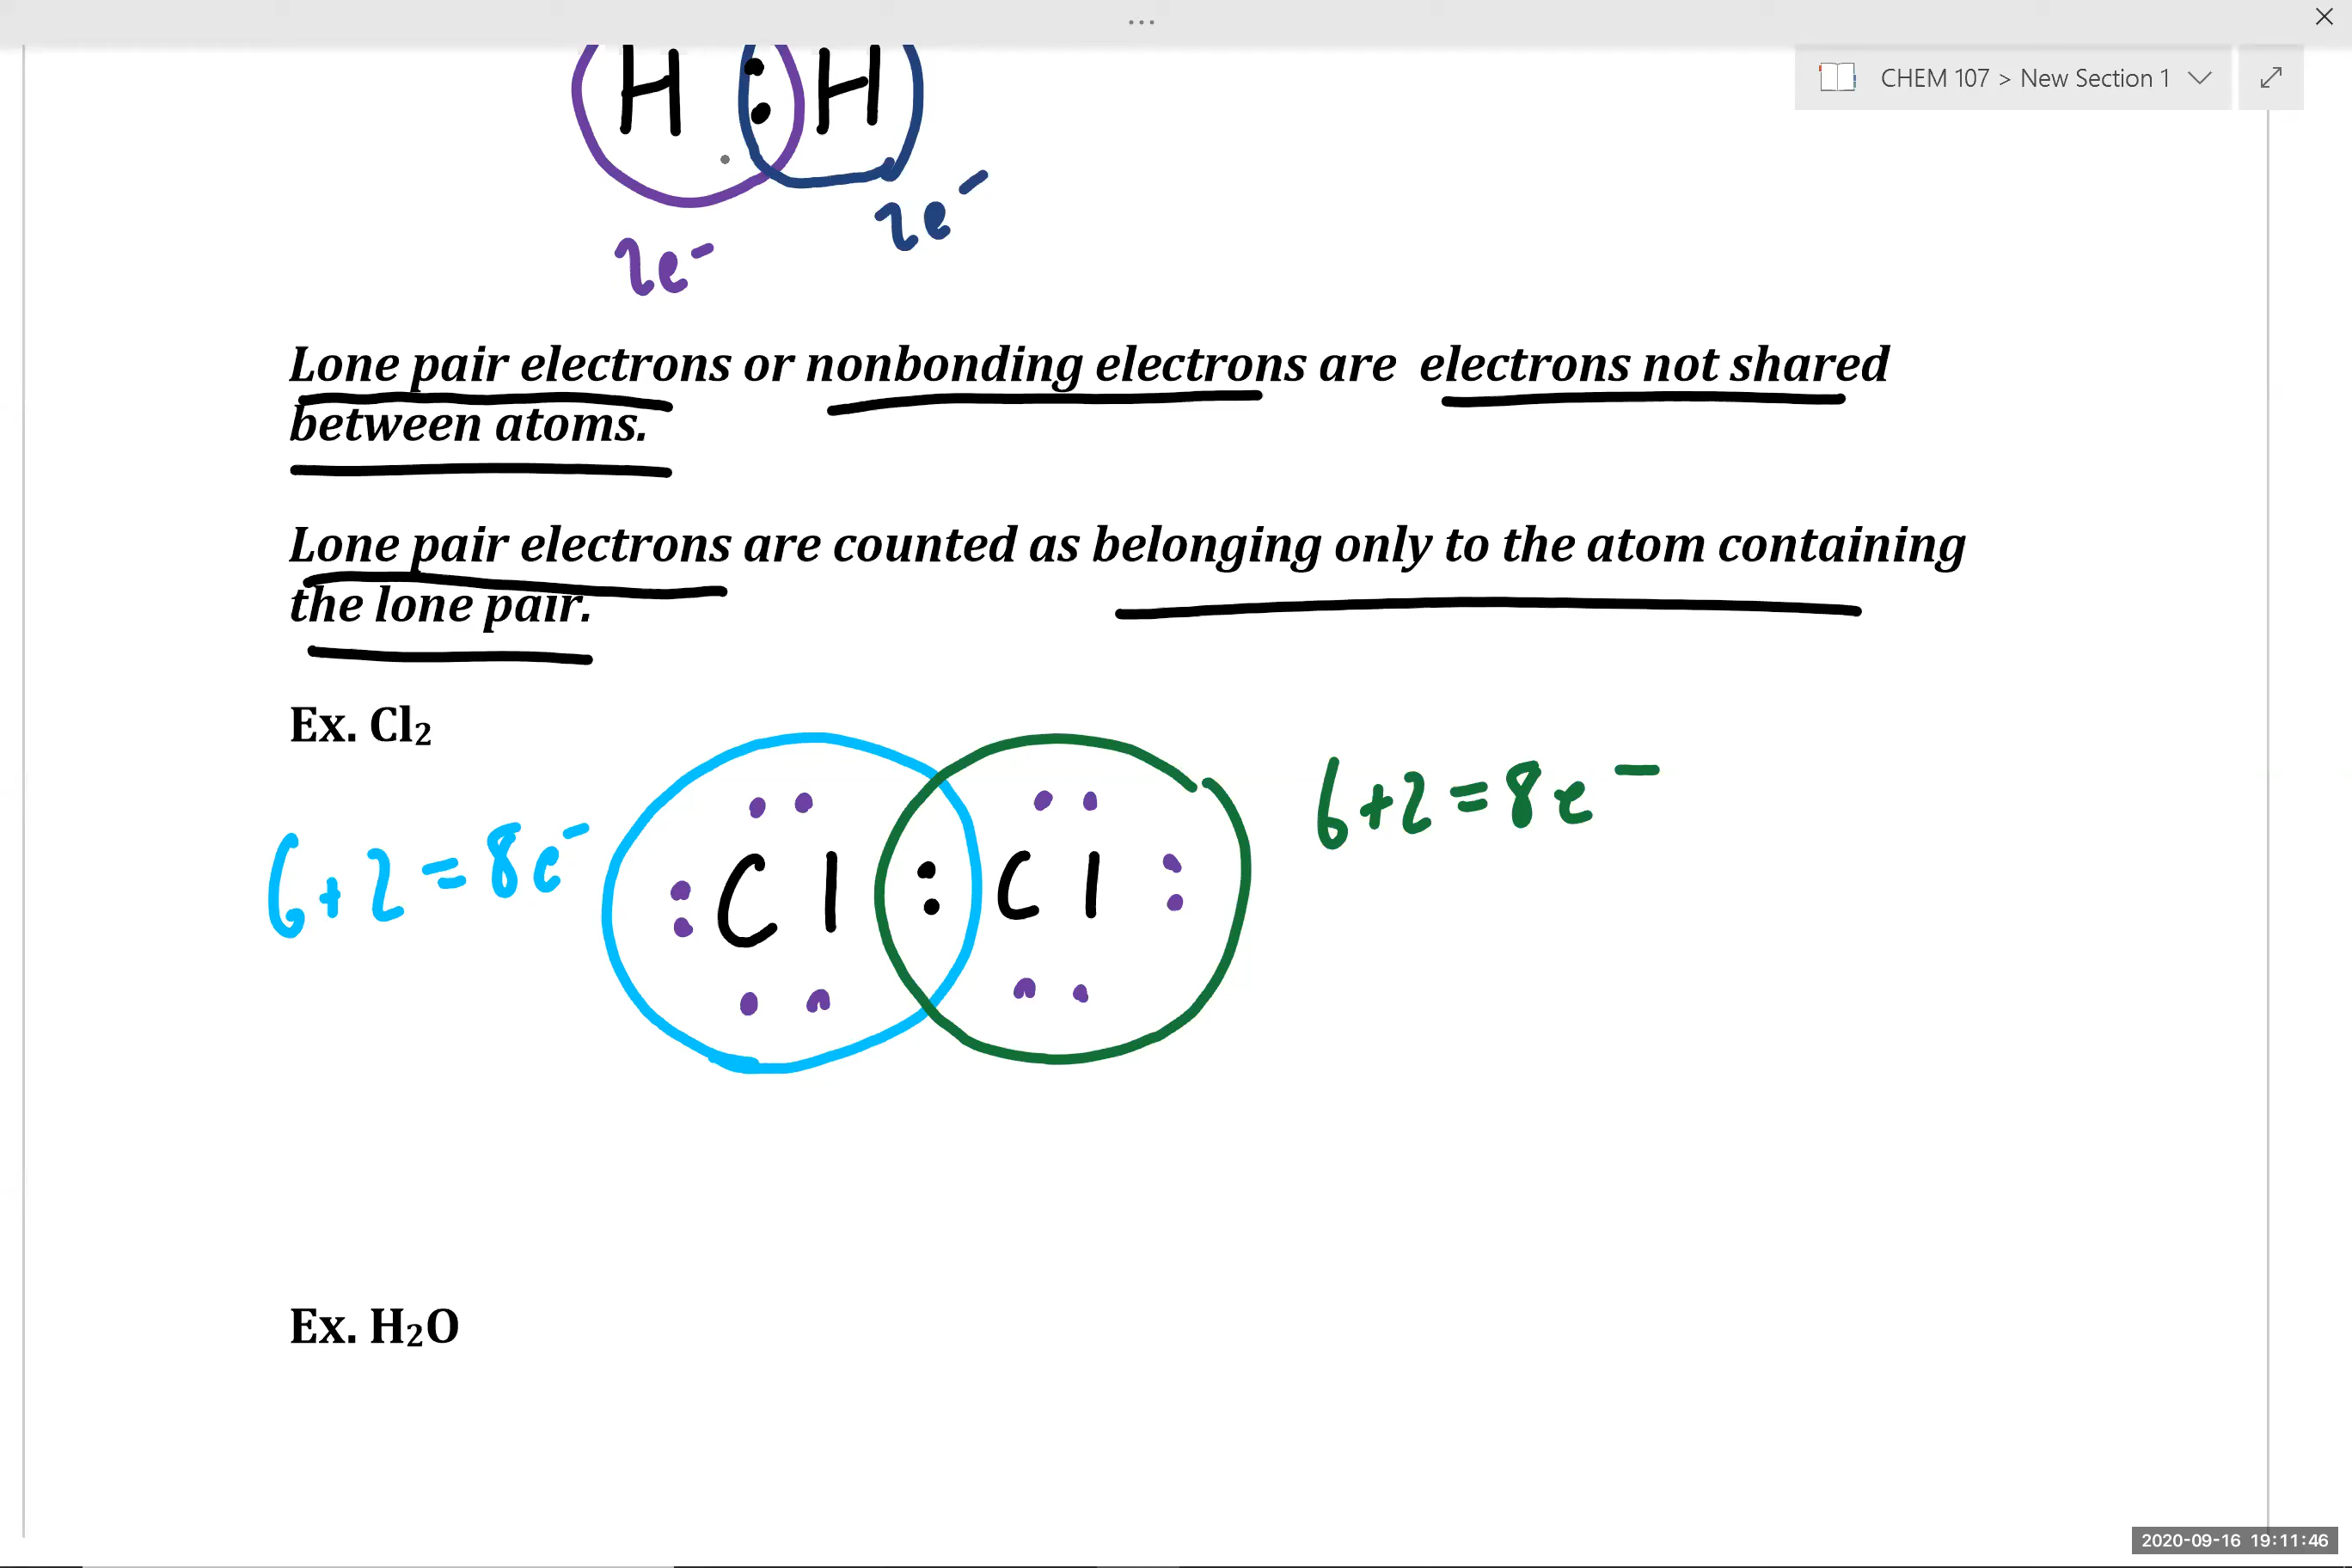 ...
CHEM 107 > New Section 1
H : H
2e⁻
2e⁻
Lone pair electrons or nonbonding electrons are electrons not shared
between atoms.
Lone pair electrons are counted as belonging only to the atom containing
the lone pair.
Ex. Cl₂
6+2=8e⁻
Cl : Cl
6+2=8e⁻
Ex. H₂O
2020-09-16 19:11:46